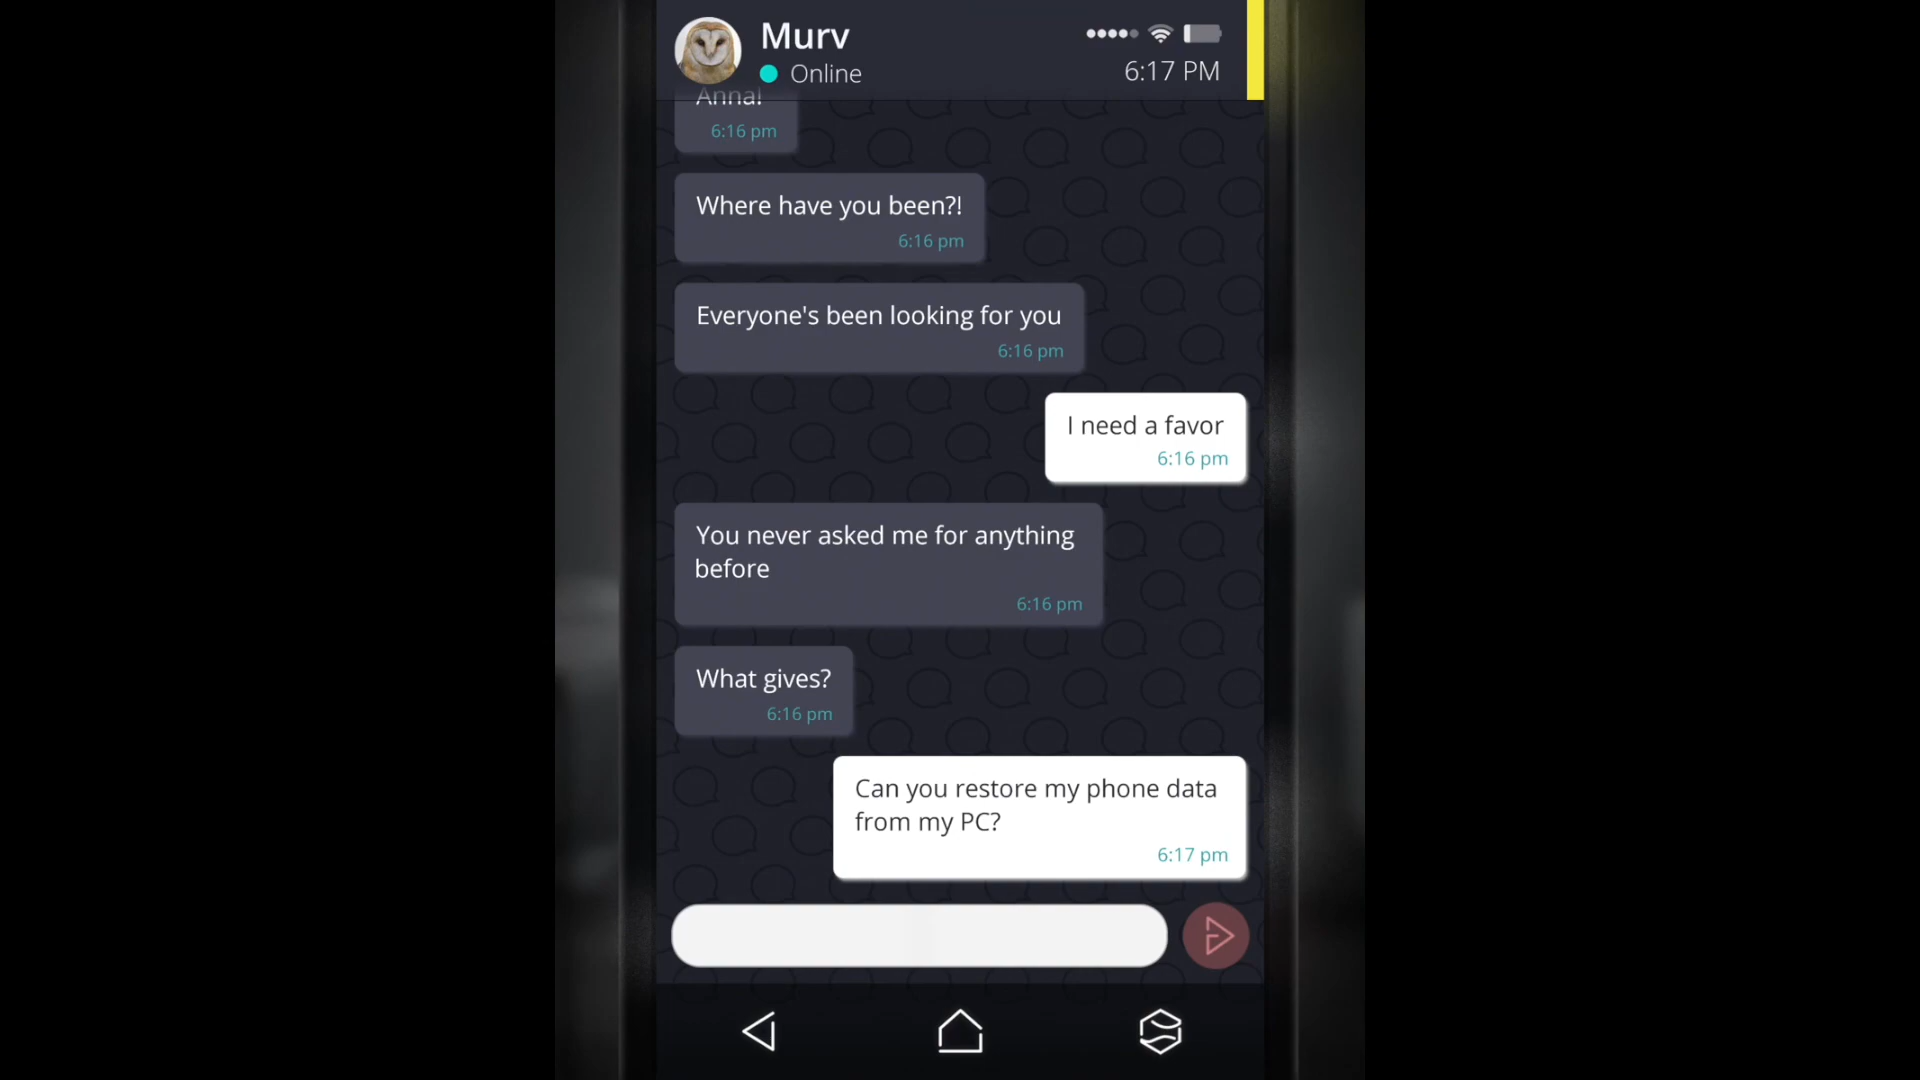 Murv
Online
6:17 PM
Anna!
6:16 pm
Where have you been?!
6:16 pm
Everyone's been looking for you
6:16 pm
I need a favor
6:16 pm
You never asked me for anything
before
6:16 pm
What gives?
6:16 pm
Can you restore my phone data
from my PC?
6:17 pm